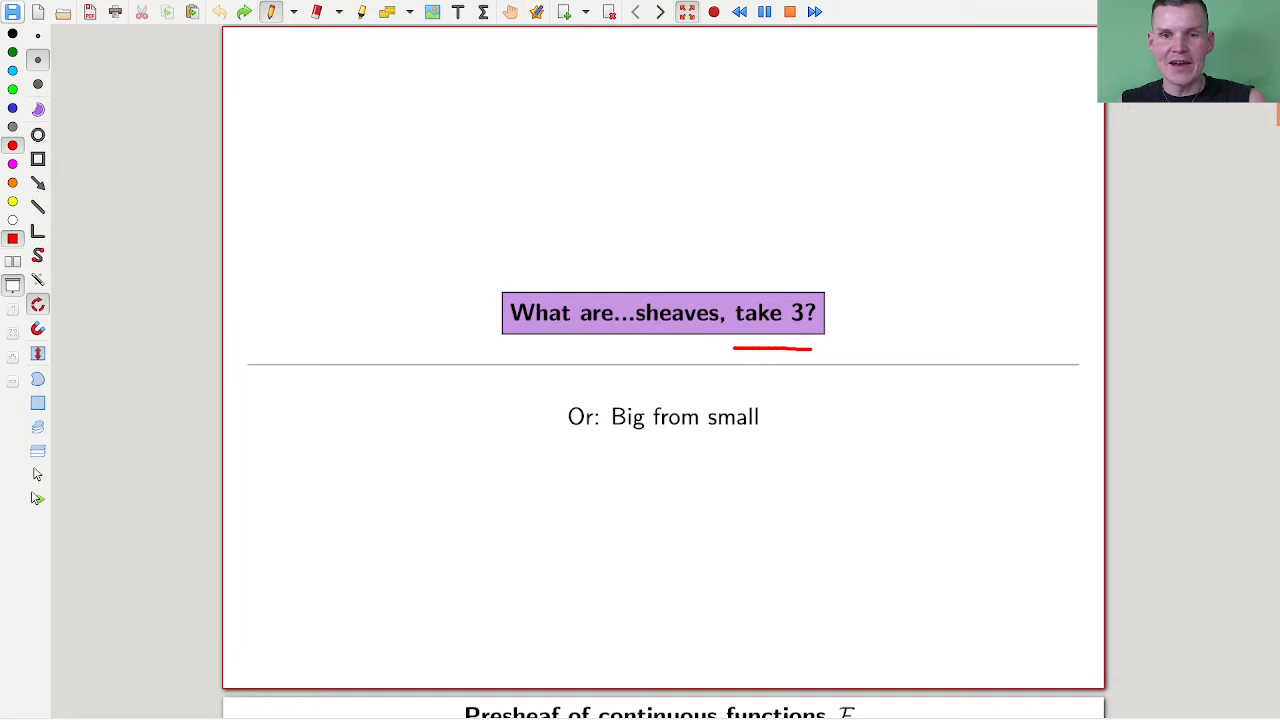 What are...sheaves, take 3?
Or: Big from small
Presheaf of continuous functions F